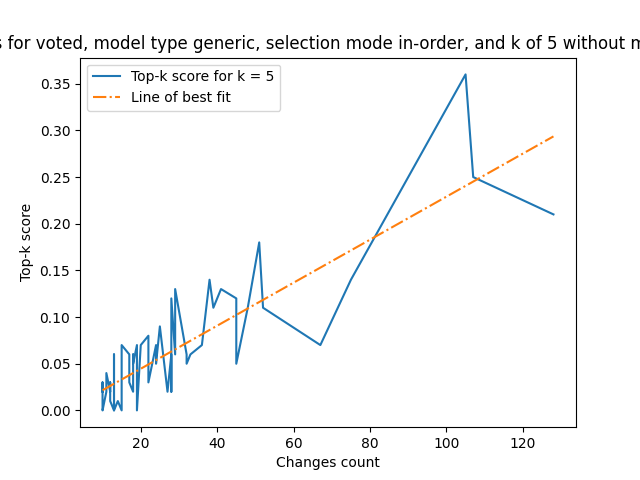 s for voted, model type generic, selection mode in-order, and k of 5 without m
Top-k score for k = 5
Line of best fit
0.35
0.30
0.25
0.20
0.15
0.10
0.05
0.00
Top-k score
20
40
60
80
100
120
Changes count